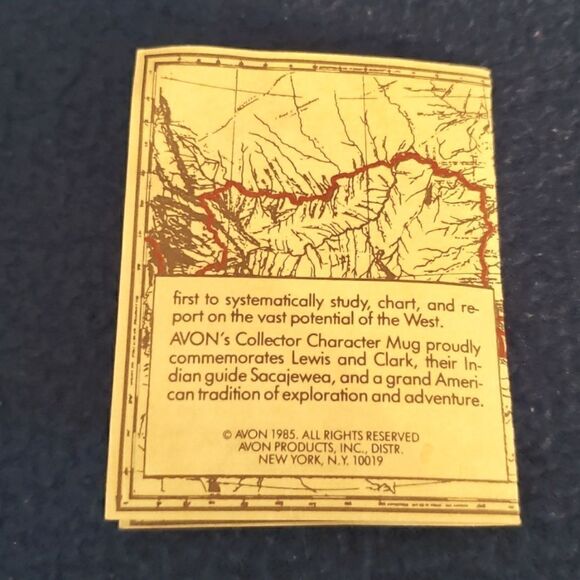 first to systematically study, chart, and re-
port on the vast potential of the West.
AVON's Collector Character Mug proudly
commemorates Lewis and Clark, their In-
dian guide Sacajewea, and a grand Ameri-
can tradition of exploration and adventure.
© AVON 1985. ALL RIGHTS RESERVED
AVON PRODUCTS, INC., DISTR.
NEW YORK, N.Y. 10019